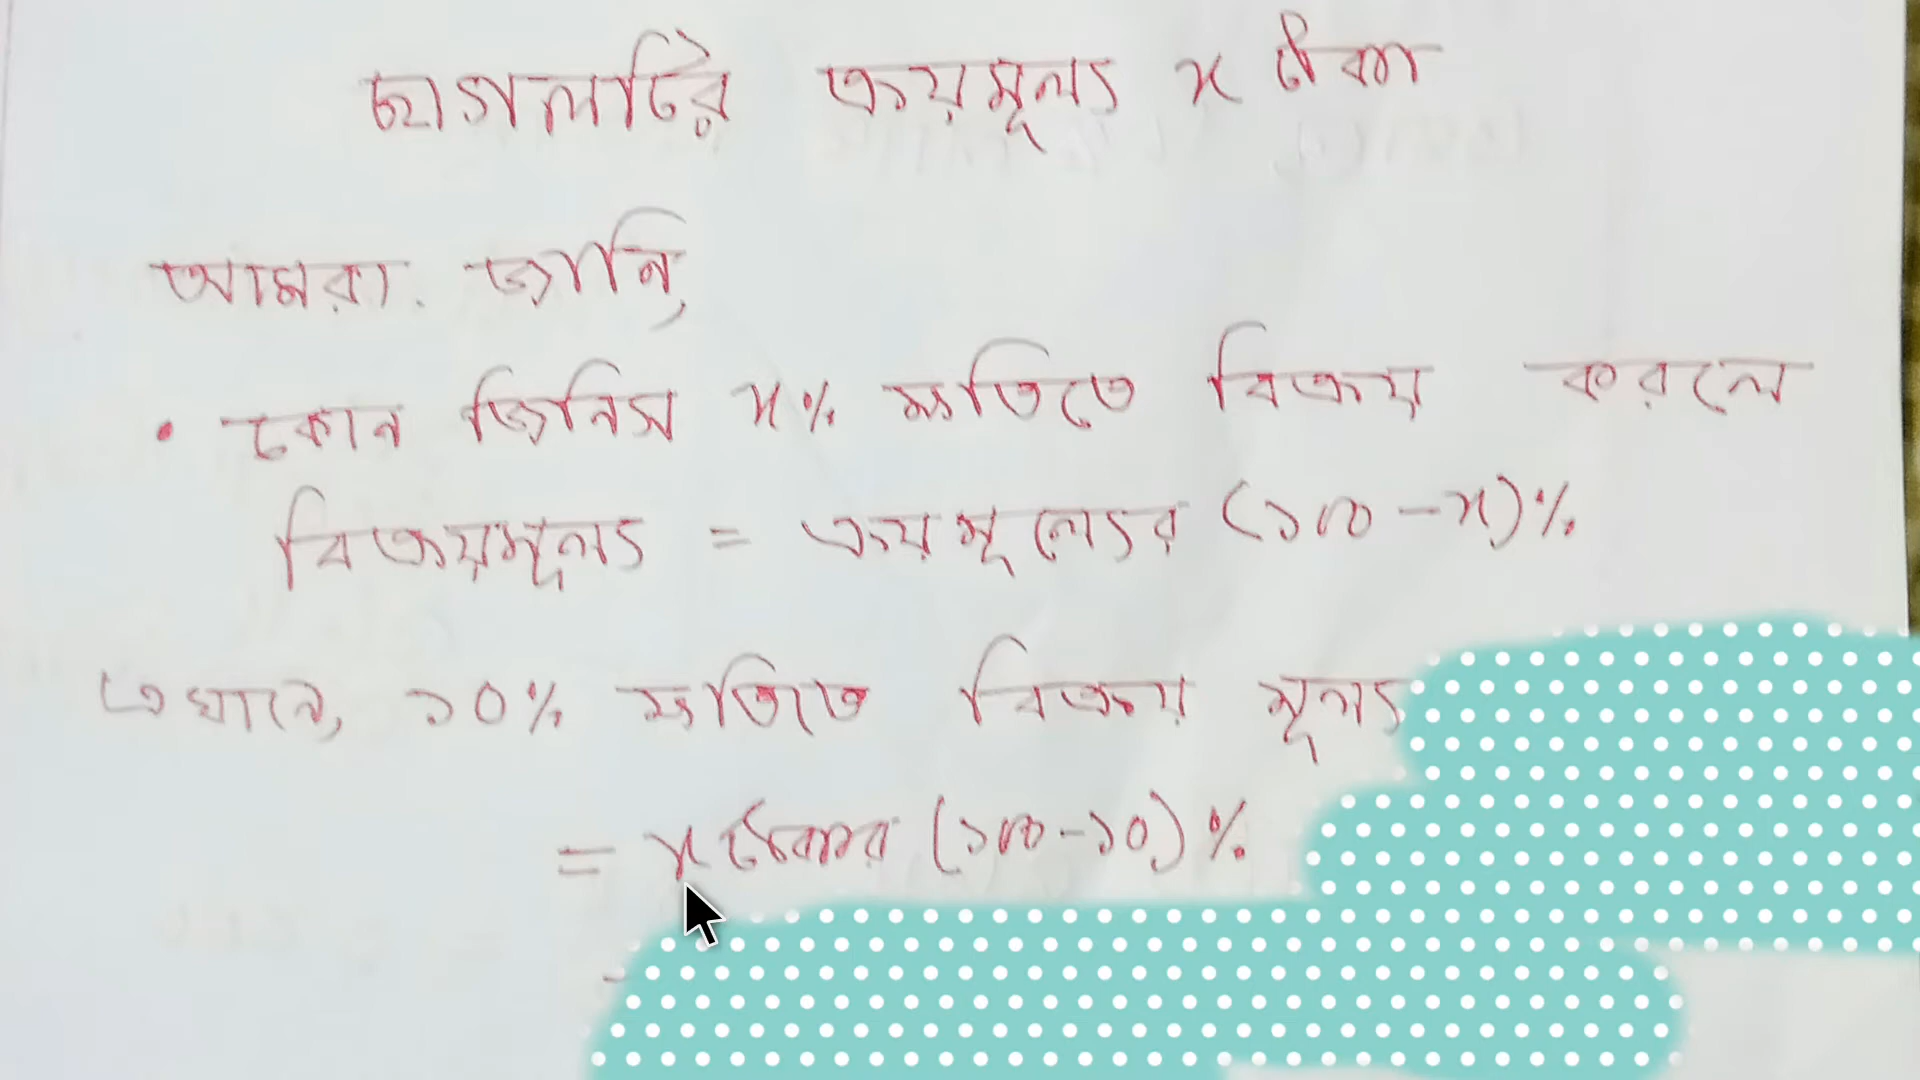 ছাগলটির ক্রয়মূল্য x টাকা
আমরা জানি,
• কোন জিনিস x% ক্ষতিতে বিক্রয় করলে
বিক্রয়মূল্য = ক্রয়মূল্যের (১০০ - x)%
এখানে, ১০% ক্ষতিতে বিক্রয় মূল্য
= x টাকার (১০০-১০)%